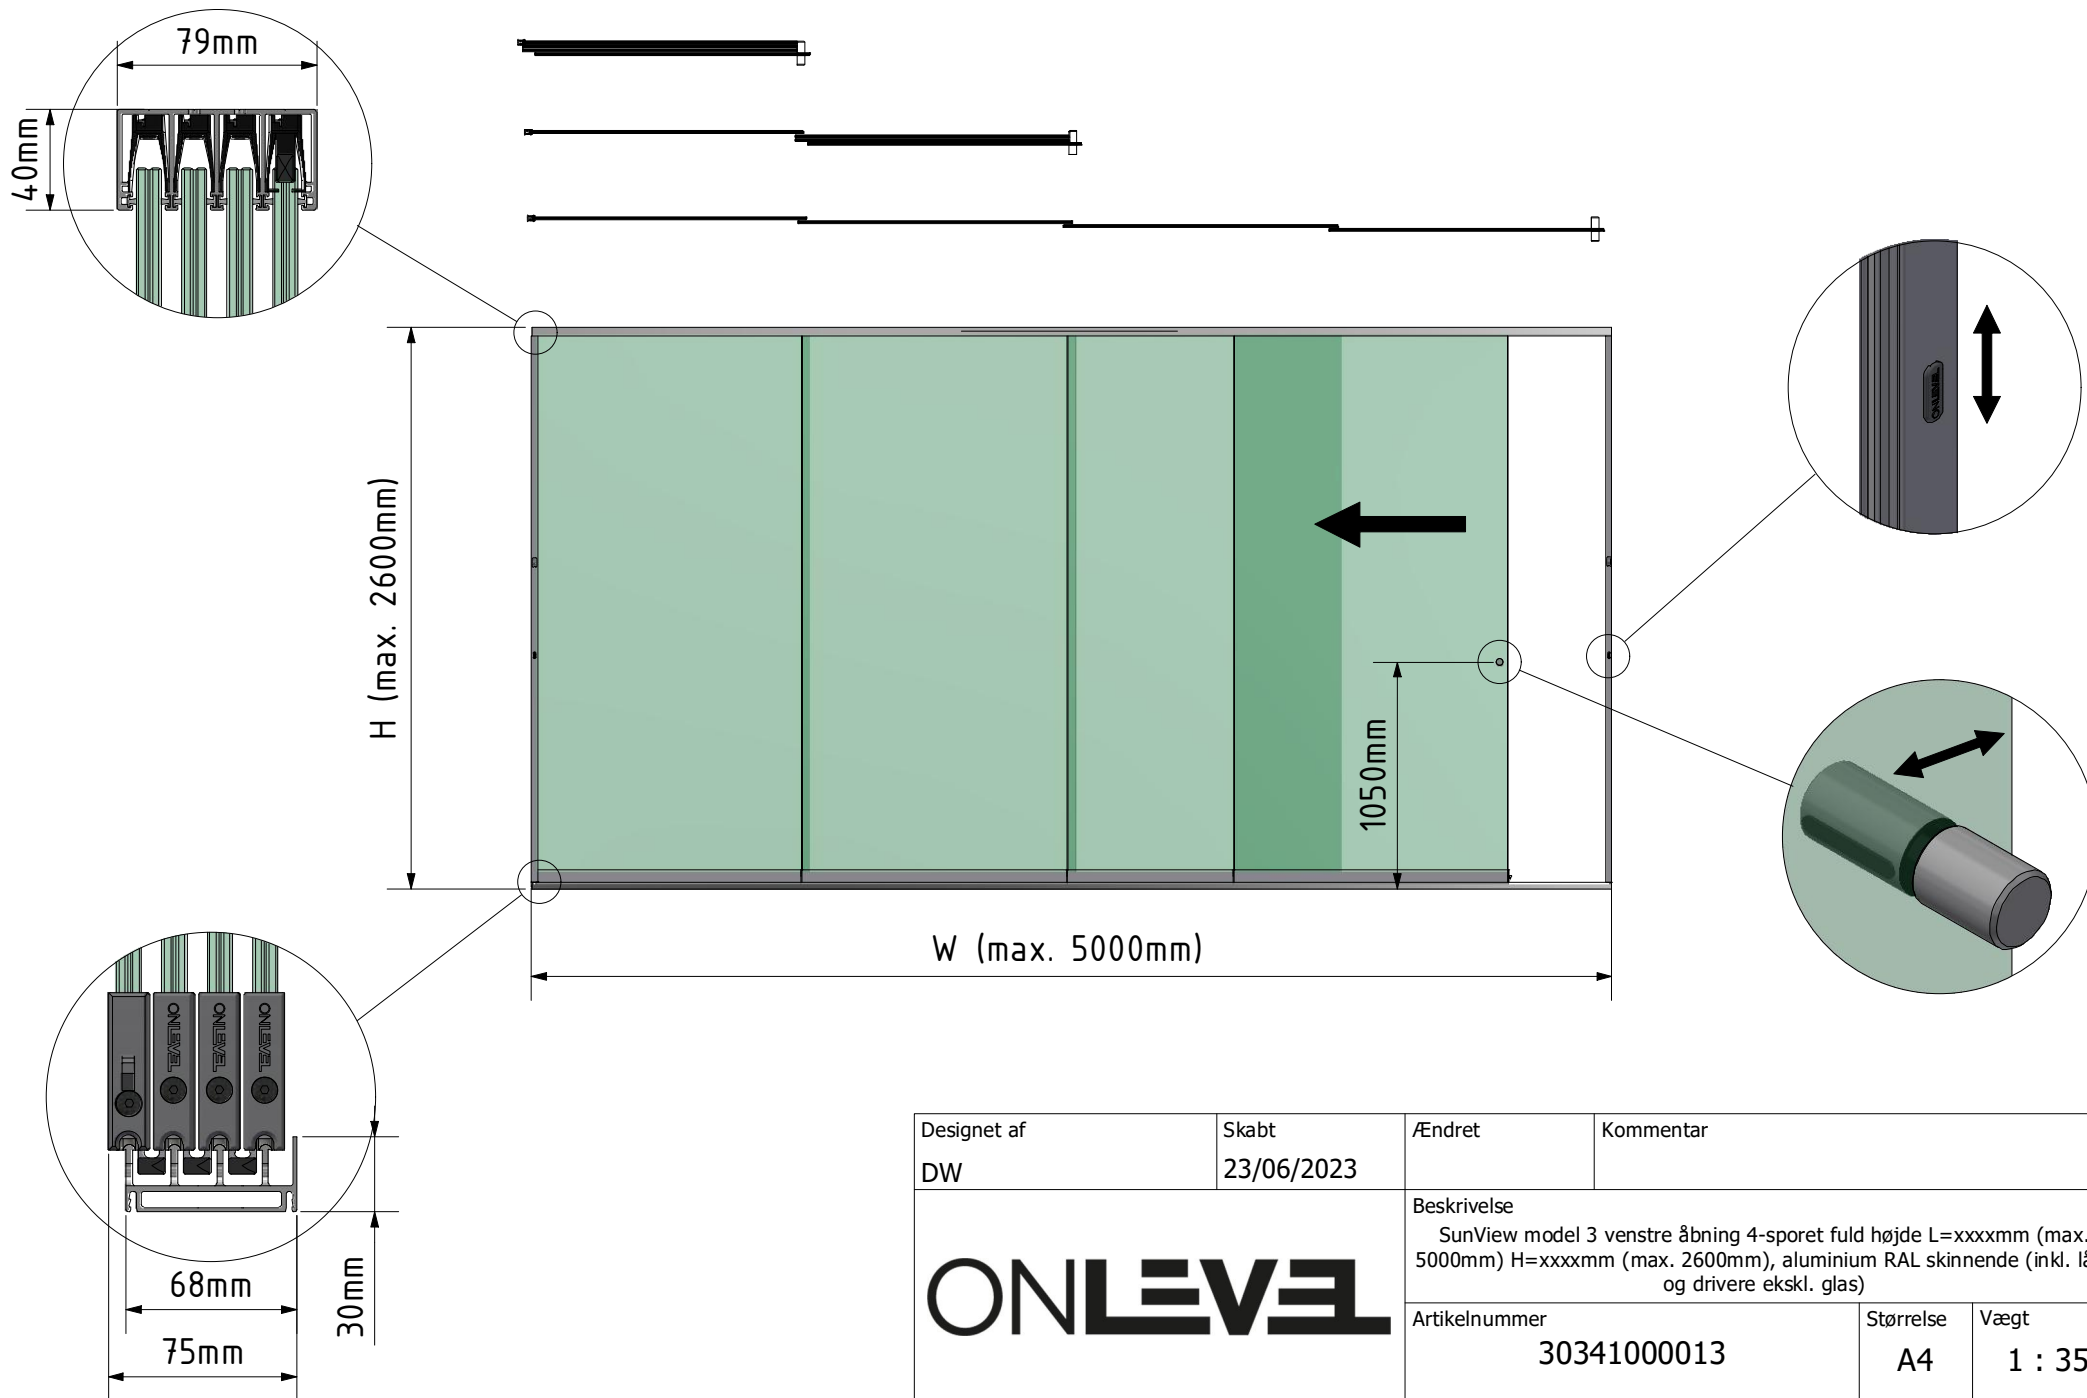 79mm
40mm
H (max. 2600mm)
1050mm
W (max. 5000mm)
ONLEVEL
ONLEVEL
ONLEVEL
ONLEVEL
68mm
75mm
30mm
Designet af
DW
Skabt
23/06/2023
Ændret
Kommentar
ONLEVEL
Beskrivelse
SunView model 3 venstre åbning 4-sporet fuld højde L=xxxxmm (max.
5000mm) H=xxxxmm (max. 2600mm), aluminium RAL skinnende (inkl.
og drivere ekskl. glas)
Artikelnummer
30341000013
Størrelse
A4
Vægt
1 : 35